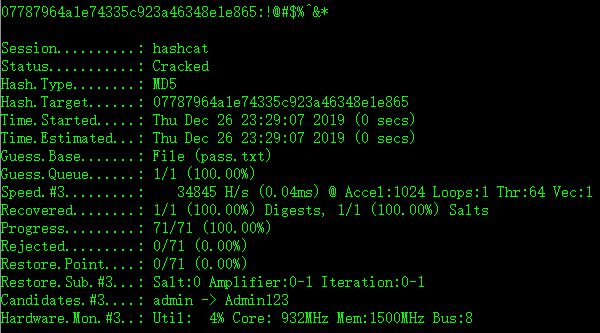 07787964a1e74335c923a46348e1e865:!@#$%^&*
Session..........: hashcat
Status...........: Cracked
Hash.Type........: MD5
Hash.Target......: 07787964a1e74335c923a46348e1e865
Time.Started.....: Thu Dec 26 23:29:07 2019 (0 secs)
Time.Estimated...: Thu Dec 26 23:29:07 2019 (0 secs)
Guess.Base.......: File (pass.txt)
Guess.Queue......: 1/1 (100.00%)
Speed.#3.........:    34845 H/s (0.04ms) @ Accel:1024 Loops:1 Thr:64 Vec:1
Recovered........: 1/1 (100.00%) Digests, 1/1 (100.00%) Salts
Progress.........: 71/71 (100.00%)
Rejected.........: 0/71 (0.00%)
Restore.Point....: 0/71 (0.00%)
Restore.Sub.#3...: Salt:0 Amplifier:0-1 Iteration:0-1
Candidates.#3....: admin -> Admin123
Hardware.Mon.#3..: Util:  4% Core: 932MHz Mem:1500MHz Bus:8